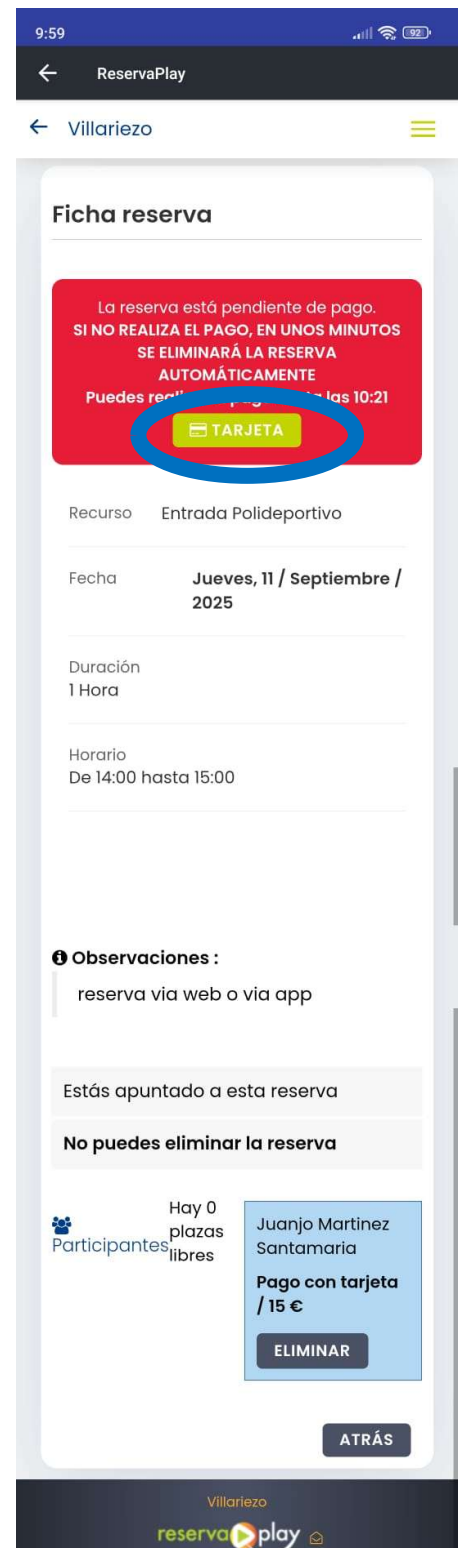 9:59
92
ReservaPlay
Villariezo
Ficha reserva
La reserva está pendiente de pago.
SI NO REALIZA EL PAGO, EN UNOS MINUTOS
SE ELIMINARÁ LA RESERVA
AUTOMÁTICAMENTE
Puedes las 10:21
TARJETA
Recurso Entrada Polideportivo
Fecha Jueves, 11 / Septiembre /
2025
Duración
1 Hora
Horario
De 14:00 hasta 15:00
Observaciones :
reserva via web o via app
Estás apuntado a esta reserva
No puedes eliminar la reserva
Participantes
Hay 0
plazas
libres
Juanjo Martinez
Santamaria
Pago con tarjeta
/ 15 €
ELIMINAR
ATRÁS
Villariezo
reserva play